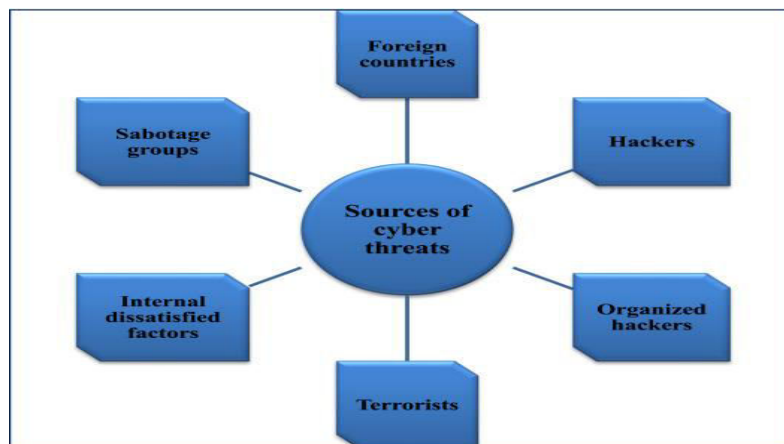 Foreign
countries
Sabotage
groups
Hackers
Sources of
cyber
threats
Internal
dissatisfied
factors
Organized
hackers
Terrorists